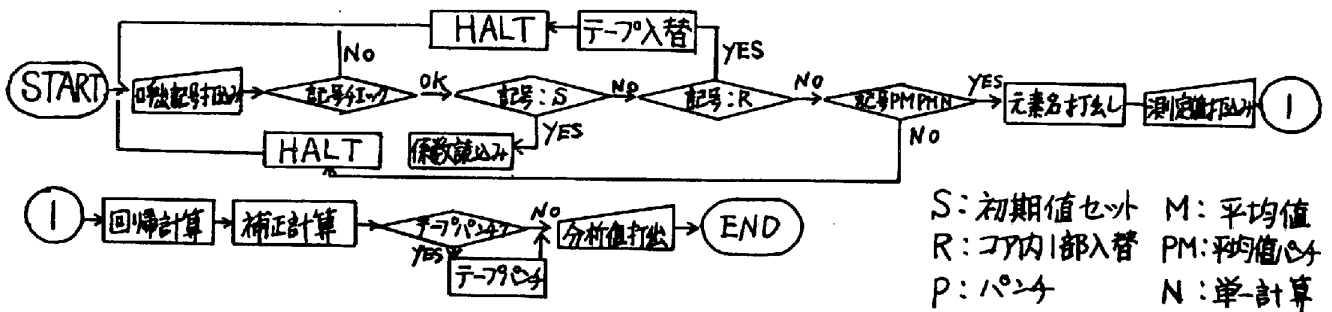 HALT テープ入替
NO YES
START 呼出記号打込み 記号チェック OK 記号:S NO 記号:R NO 記号PMPMN YES 元素名打出し 測定値打込み 1
YES NO
HALT 係数読込み
1 回帰計算 補正計算 テープパンチ? NO 分析値打出 END
YES
テープパンチ
S:初期値セット M:平均値
R:コア内1部入替 PM:平均値パンチ
P:パンチ N:単一計算